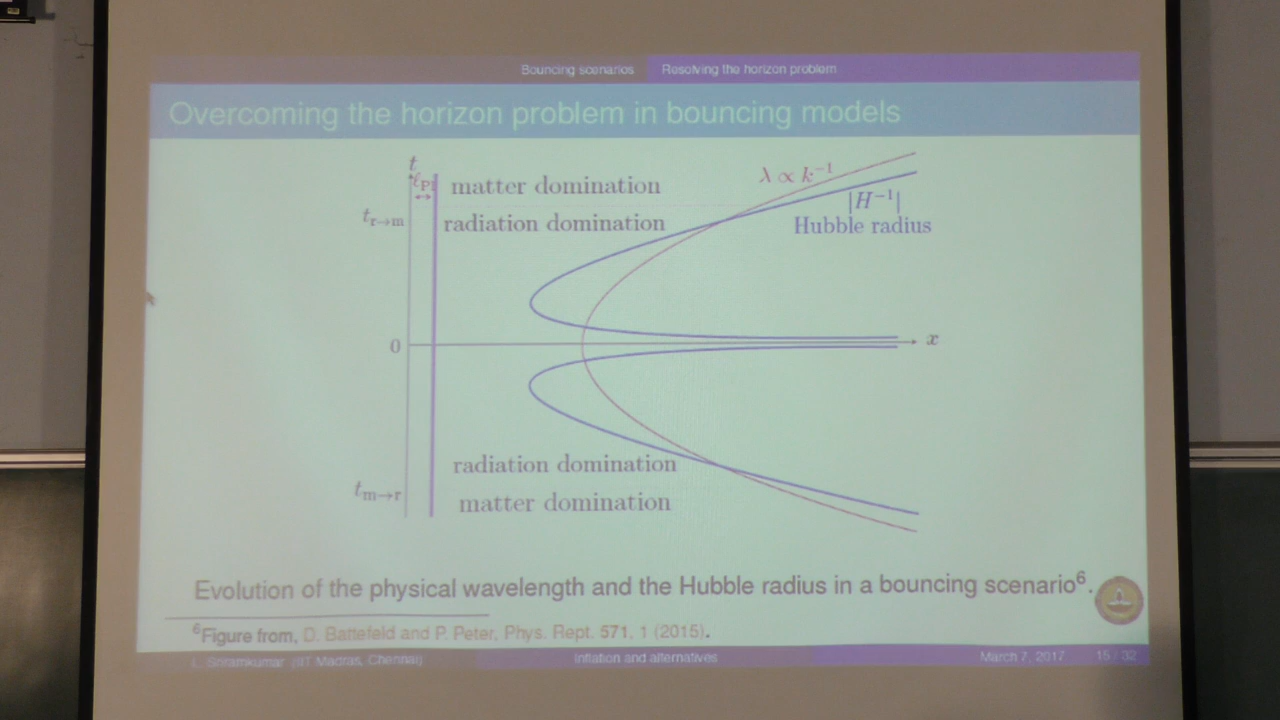 Bouncing scenarios Resolving the horizon problem
Overcoming the horizon problem in bouncing models
t
ℓPl
matter domination
λ ∝ k⁻¹
|H⁻¹|
tr→m
radiation domination
Hubble radius
0
x
radiation domination
tm→r
matter domination
Evolution of the physical wavelength and the Hubble radius in a bouncing scenario⁶.
⁶Figure from, D. Battefeld and P. Peter, Phys. Rept. 571, 1 (2015).
L. Sriramkumar (IIT Madras, Chennai) Inflation and alternatives March 7, 2017 15 / 32